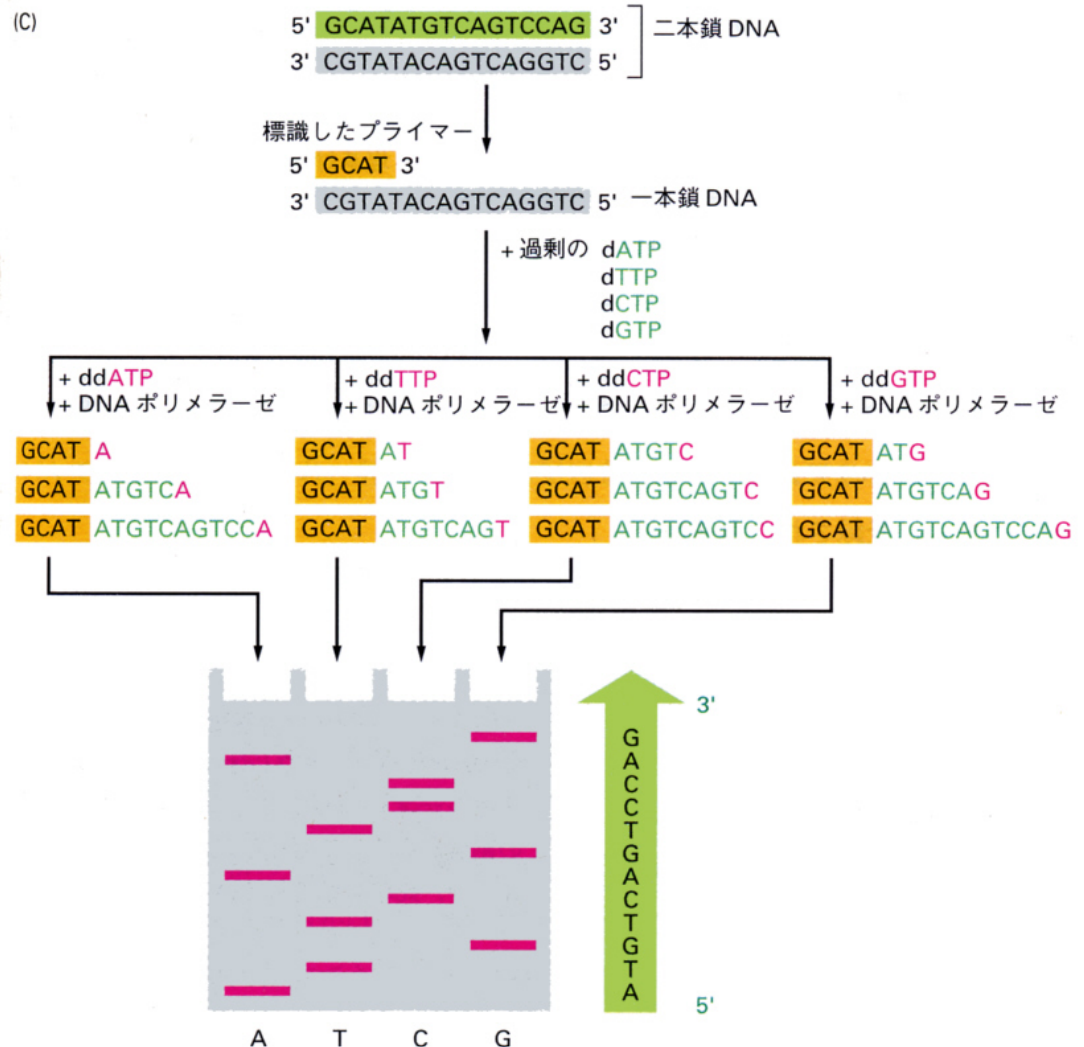 (C)
5' GCATATGTCAGTCCAG 3'
二本鎖 DNA
3' CGTATACAGTCAGGTC 5'
標識したプライマー
5' GCAT 3'
3' CGTATACAGTCAGGTC 5' 一本鎖 DNA
+ 過剰の dATP
dTTP
dCTP
dGTP
+ ddATP
+ DNA ポリメラーゼ
+ ddTTP
+ DNA ポリメラーゼ
+ ddCTP
+ DNA ポリメラーゼ
+ ddGTP
+ DNA ポリメラーゼ
GCAT A
GCAT ATGTCA
GCAT ATGTCAGTCCA
GCAT AT
GCAT ATGT
GCAT ATGTCAGT
GCAT ATGTC
GCAT ATGTCAGTC
GCAT ATGTCAGTCC
GCAT ATG
GCAT ATGTCAG
GCAT ATGTCAGTCCAG
3'
GACCTGACTGTA
5'
A T C G